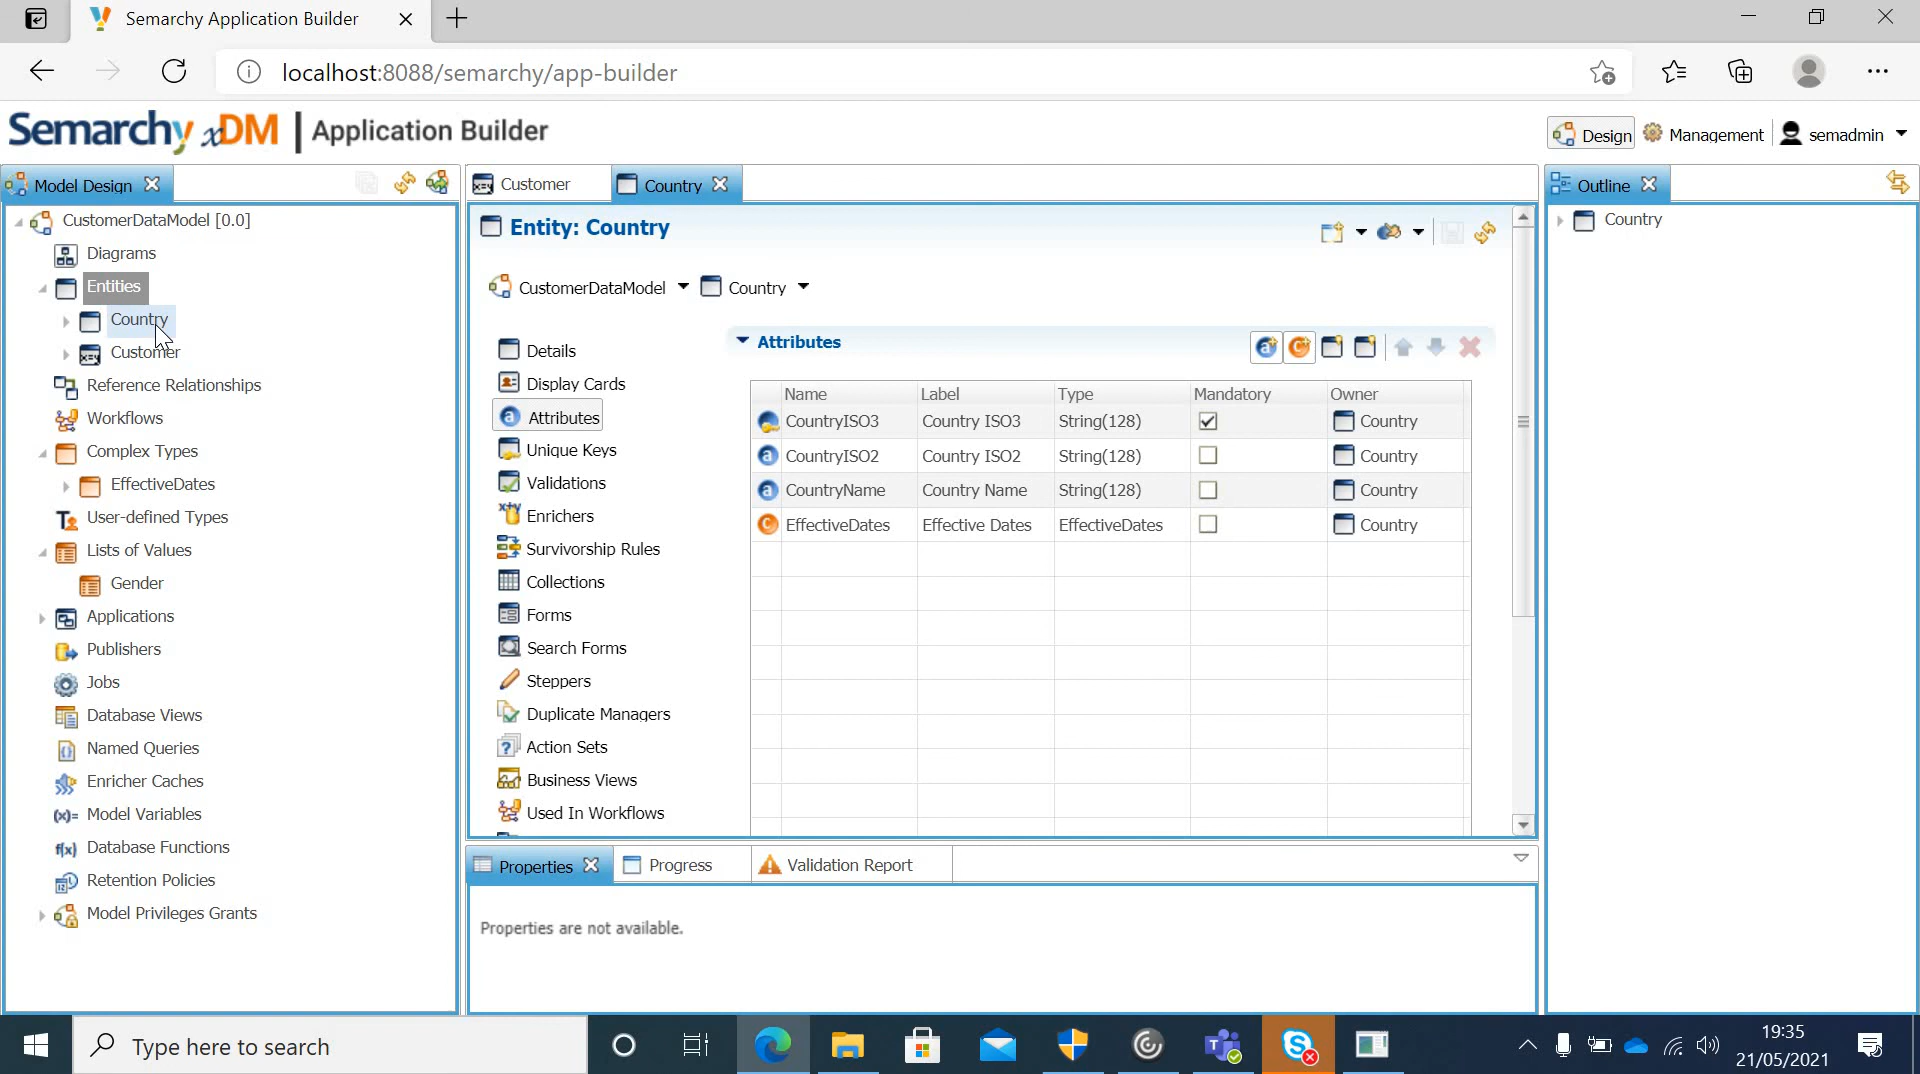 Semarchy Application Builder
localhost:8088/semarchy/app-builder
Semarchy xDM | Application Builder
Design
Management
semadmin
Model Design
CustomerDataModel [0.0]
Diagrams
Entities
Country
Customer
Reference Relationships
Workflows
Complex Types
EffectiveDates
User-defined Types
Lists of Values
Gender
Applications
Publishers
Jobs
Database Views
Named Queries
Enricher Caches
Model Variables
Database Functions
Retention Policies
Model Privileges Grants
Customer
Country
Entity: Country
CustomerDataModel
Country
Details
Display Cards
Attributes
Unique Keys
Validations
Enrichers
Survivorship Rules
Collections
Forms
Search Forms
Steppers
Duplicate Managers
Action Sets
Business Views
Used In Workflows
Attributes
Name Label Type Mandatory Owner
CountryISO3 Country ISO3 String(128) Country
CountryISO2 Country ISO2 String(128) Country
CountryName Country Name String(128) Country
EffectiveDates Effective Dates EffectiveDates Country
Properties
Progress
Validation Report
Properties are not available.
Outline
Country
Type here to search
19:35
21/05/2021